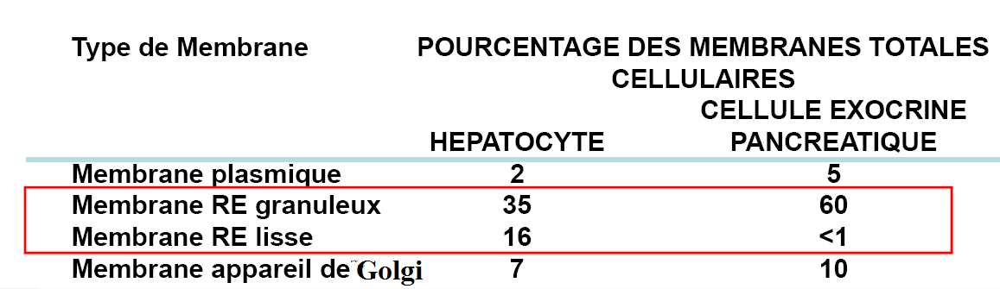 Type de Membrane POURCENTAGE DES MEMBRANES TOTALES
CELLULAIRES
CELLULE EXOCRINE
HEPATOCYTE PANCREATIQUE
Membrane plasmique 2 5
Membrane RE granuleux 35 60
Membrane RE lisse 16 <1
Membrane appareil de Golgi 7 10